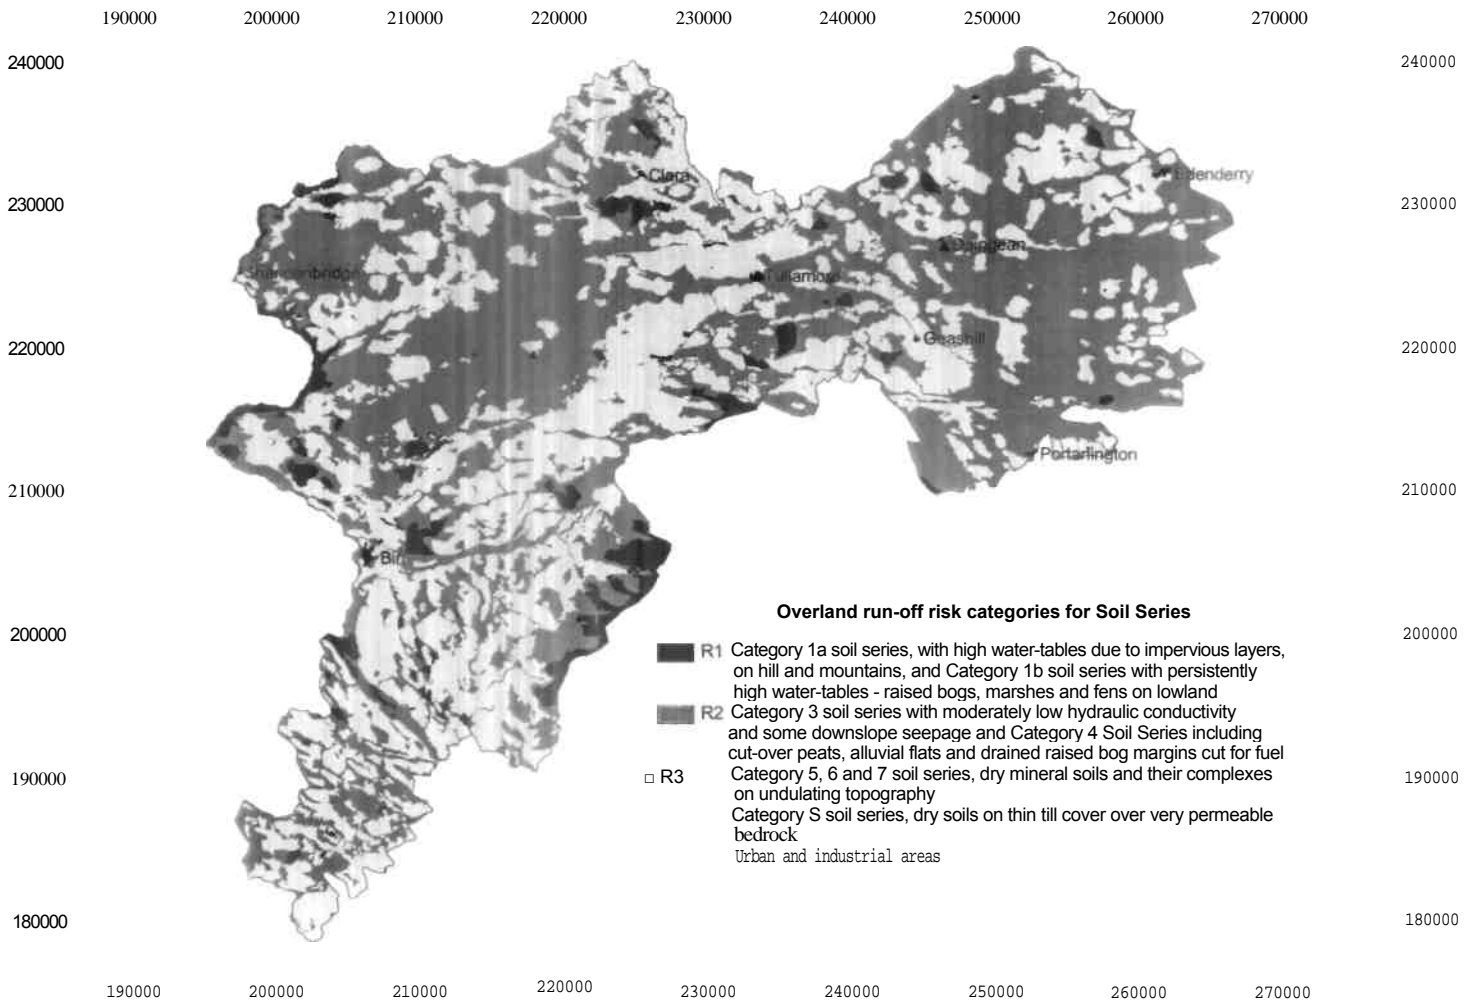 190000 200000 210000 220000 230000 240000 250000 260000 270000
240000 240000
Clara
Edenderry
230000 230000
Daingean
Shannonbridge
Tullamore
Geashill
220000 220000
Portarlington
210000 210000
Birr
Overland run-off risk categories for Soil Series
200000 200000
R1 Category 1a soil series, with high water-tables due to impervious layers,
on hill and mountains, and Category 1b soil series with persistently
high water-tables - raised bogs, marshes and fens on lowland
R2 Category 3 soil series with moderately low hydraulic conductivity
and some downslope seepage and Category 4 Soil Series including
cut-over peats, alluvial flats and drained raised bog margins cut for fuel
190000 □ R3 Category 5, 6 and 7 soil series, dry mineral soils and their complexes 190000
on undulating topography
Category S soil series, dry soils on thin till cover over very permeable
bedrock
Urban and industrial areas
180000 180000
190000 200000 210000 220000 230000 240000 250000 260000 270000